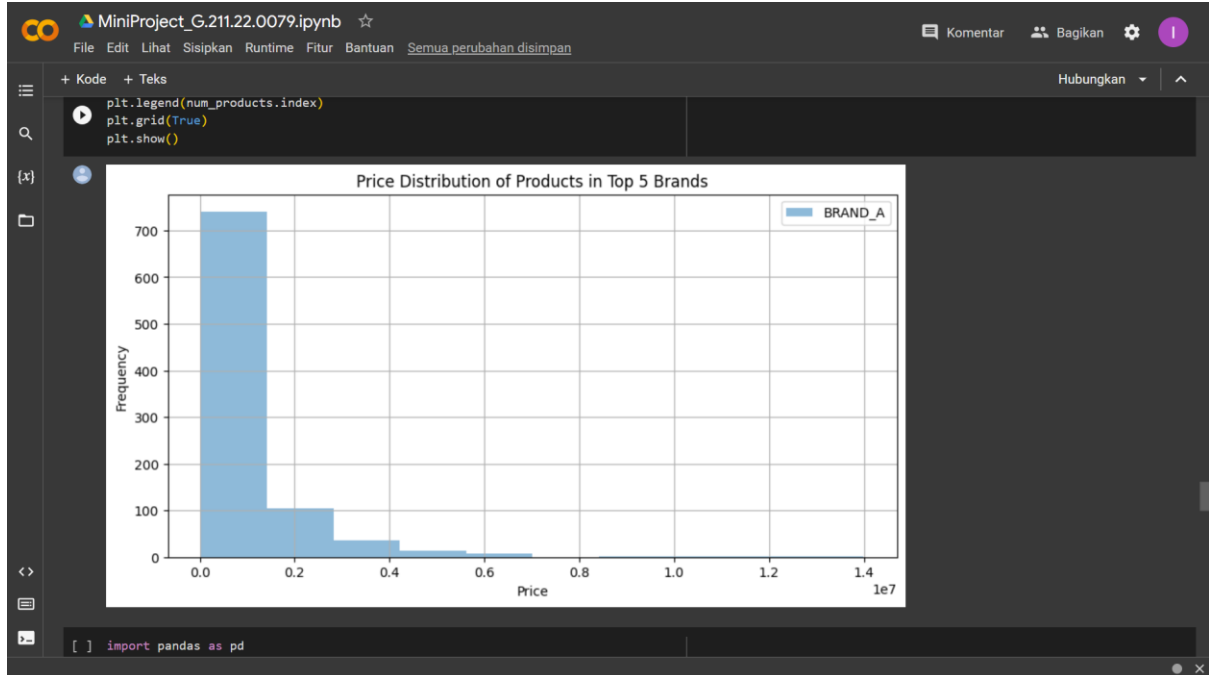 CO MiniProject_G.211.22.0079.ipynb
Komentar Bagikan I
File Edit Lihat Sisipkan Runtime Fitur Bantuan Semua perubahan disimpan
+ Kode + Teks Hubungkan
plt.legend(num_products.index)
plt.grid(True)
plt.show()
{x}
Price Distribution of Products in Top 5 Brands
BRAND_A
700
600
500
400
300
200
100
0
Frequency
0.0 0.2 0.4 0.6 0.8 1.0 1.2 1.4
1e7
Price
[ ] import pandas as pd